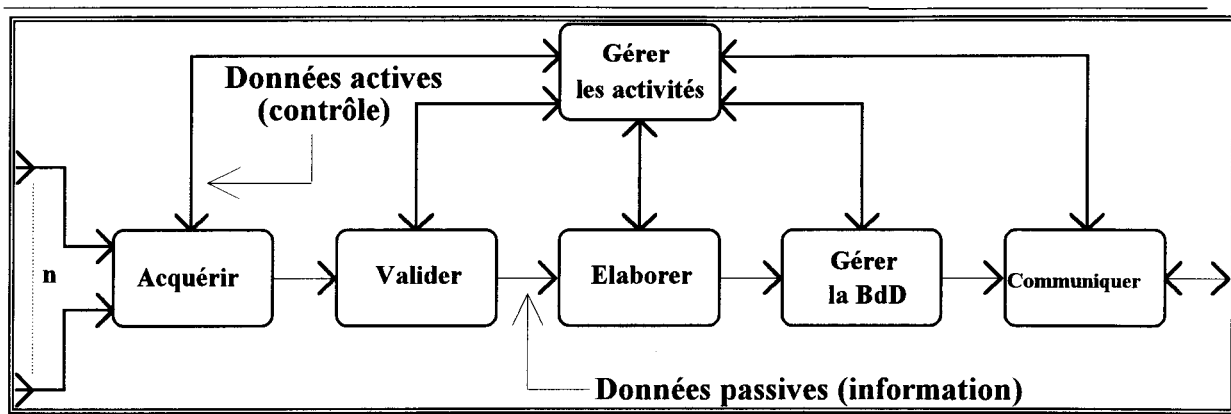 Gérer
les activités
Données actives
(contrôle)
n
Acquérir
Valider
Elaborer
Gérer
la BdD
Communiquer
Données passives (information)